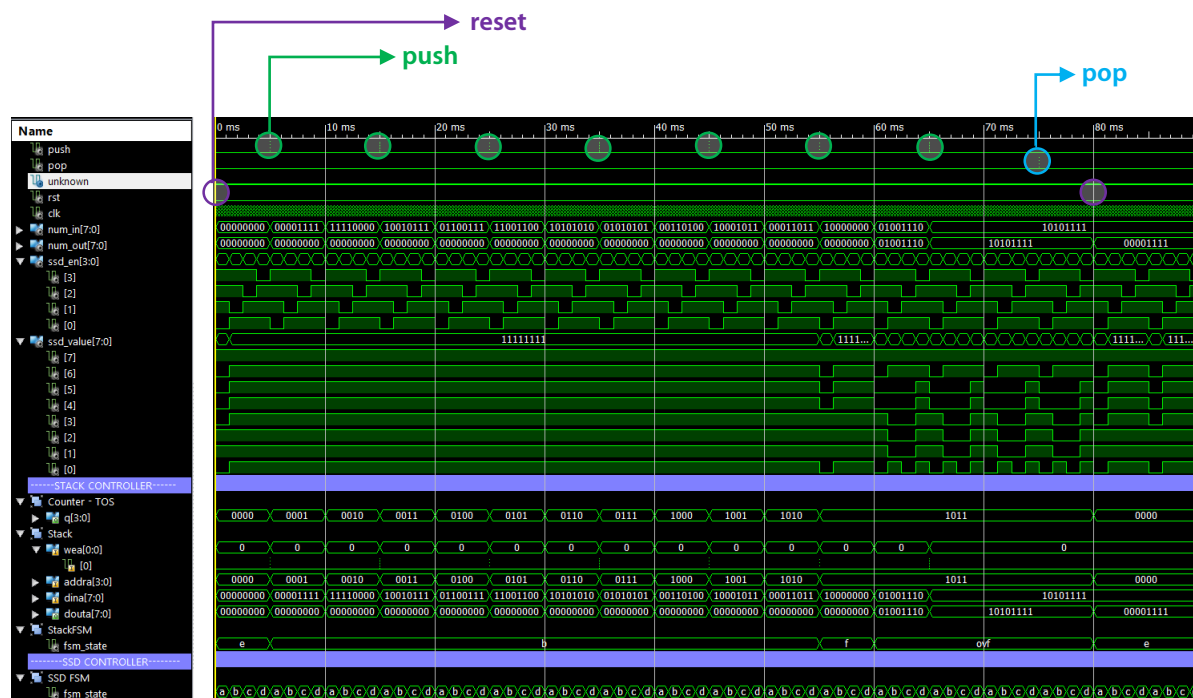 reset
push
pop
Name
0 ms 10 ms 20 ms 30 ms 40 ms 50 ms 60 ms 70 ms 80 ms
push
pop
unknown
rst
clk
num_in[7:0] 00000000 00001111 11110000 10010111 01100111 11001100 10101010 01010101 00110100 10001011 00011011 10000000 01001110 10101111
num_out[7:0] 00000000 00000000 00000000 00000000 00000000 00000000 00000000 00000000 00000000 00000000 00000000 00000000 01001110 10101111 00001111
ssd_en[3:0]
[3]
[2]
[1]
[0]
ssd_value[7:0] 11111111 1111... 1111... 111...
[7]
[6]
[5]
[4]
[3]
[2]
[1]
[0]
------STACK CONTROLLER------
Counter - TOS
q[3:0] 0000 0001 0010 0011 0100 0101 0110 0111 1000 1001 1010 1011 0000
Stack
wea[0:0] 0 0 0 0 0 0 0 0 0 0 0 0 0 0
[0]
addra[3:0] 0000 0001 0010 0011 0100 0101 0110 0111 1000 1001 1010 1011 0000
dina[7:0] 00000000 00001111 11110000 10010111 01100111 11001100 10101010 01010101 00110100 10001011 00011011 10000000 01001110 10101111
douta[7:0] 00000000 00000000 00000000 00000000 00000000 00000000 00000000 00000000 00000000 00000000 00000000 00000000 01001110 10101111 00001111
StackFSM
fsm_state e b f ovf e
--------SSD CONTROLLER--------
SSD FSM
fsm_state a b c d a b c d a b c d a b c d a b c d a b c d a b c d a b c d a b c d a b c d a b c d a b c d a b c d a b c d a b c d a b c d a b c d a b c